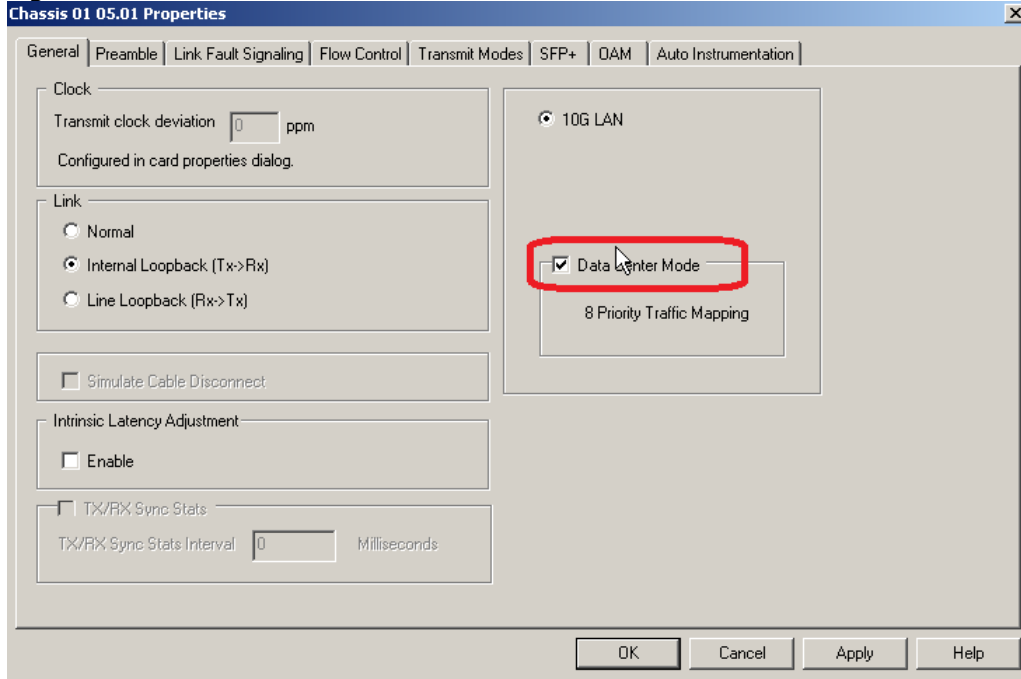 Chassis 01 05.01 Properties
General Preamble Link Fault Signaling Flow Control Transmit Modes SFP+ OAM Auto Instrumentation
Clock
Transmit clock deviation 0 ppm
Configured in card properties dialog.
Link
Normal
Internal Loopback (Tx->Rx)
Line Loopback (Rx->Tx)
Simulate Cable Disconnect
Intrinsic Latency Adjustment
Enable
TX/RX Sync Stats
TX/RX Sync Stats Interval 0 Milliseconds
10G LAN
Data Center Mode
8 Priority Traffic Mapping
OK Cancel Apply Help